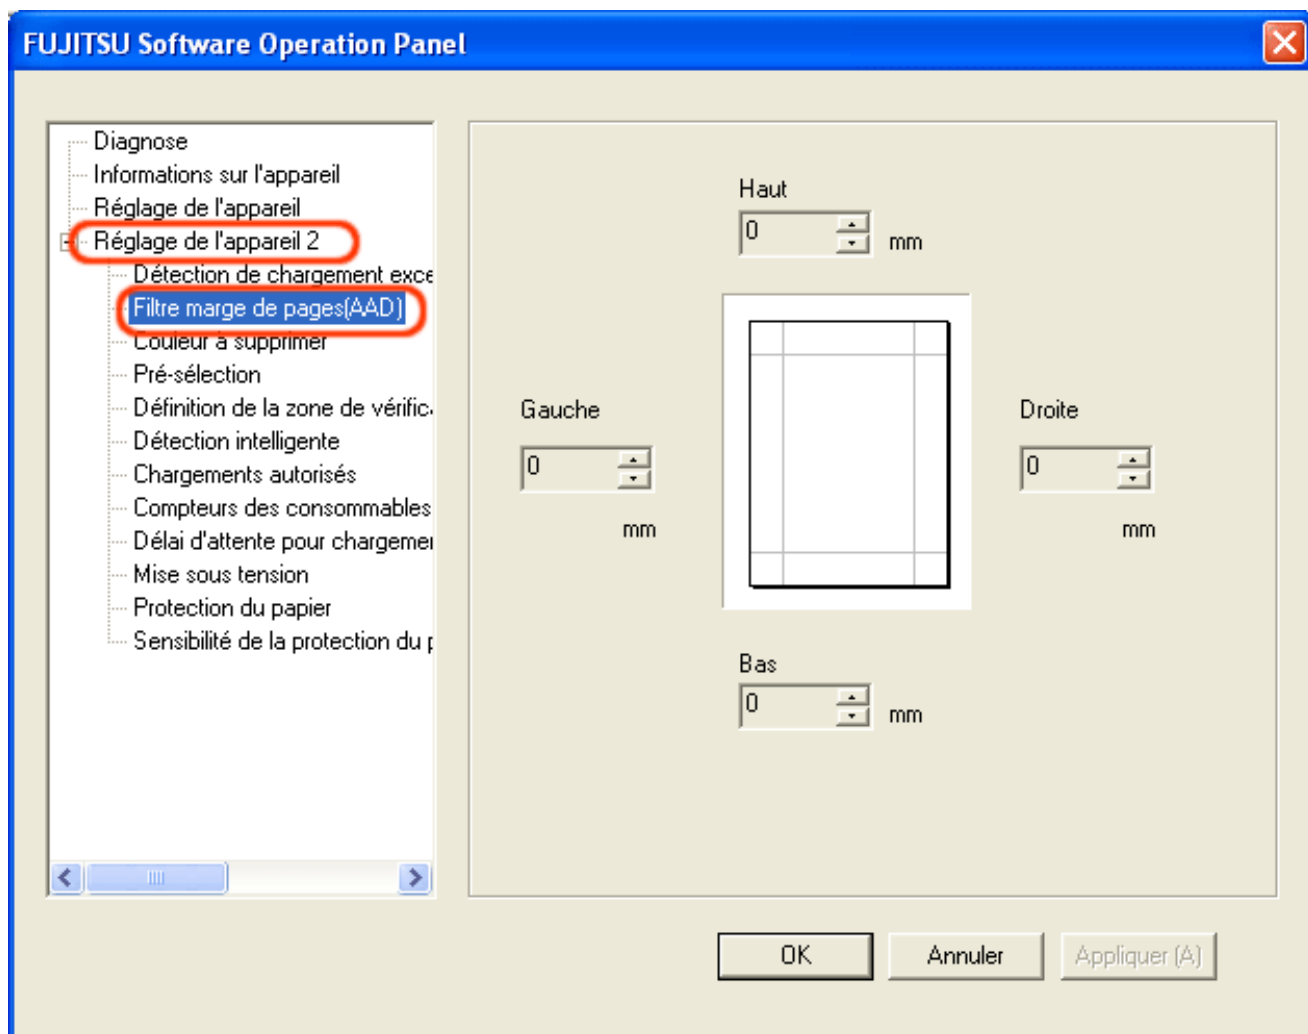 FUJITSU Software Operation Panel
Diagnose
Informations sur l'appareil
Réglage de l'appareil
Réglage de l'appareil 2
Détection de chargement exce
Filtre marge de pages(AAD)
Couleur à supprimer
Pré-sélection
Définition de la zone de vérific
Détection intelligente
Chargements autorisés
Compteurs des consommables
Délai d'attente pour chargemen
Mise sous tension
Protection du papier
Sensibilité de la protection du p
Haut
0 mm
Gauche
0
mm
Droite
0
mm
Bas
0 mm
OK Annuler Appliquer (A)